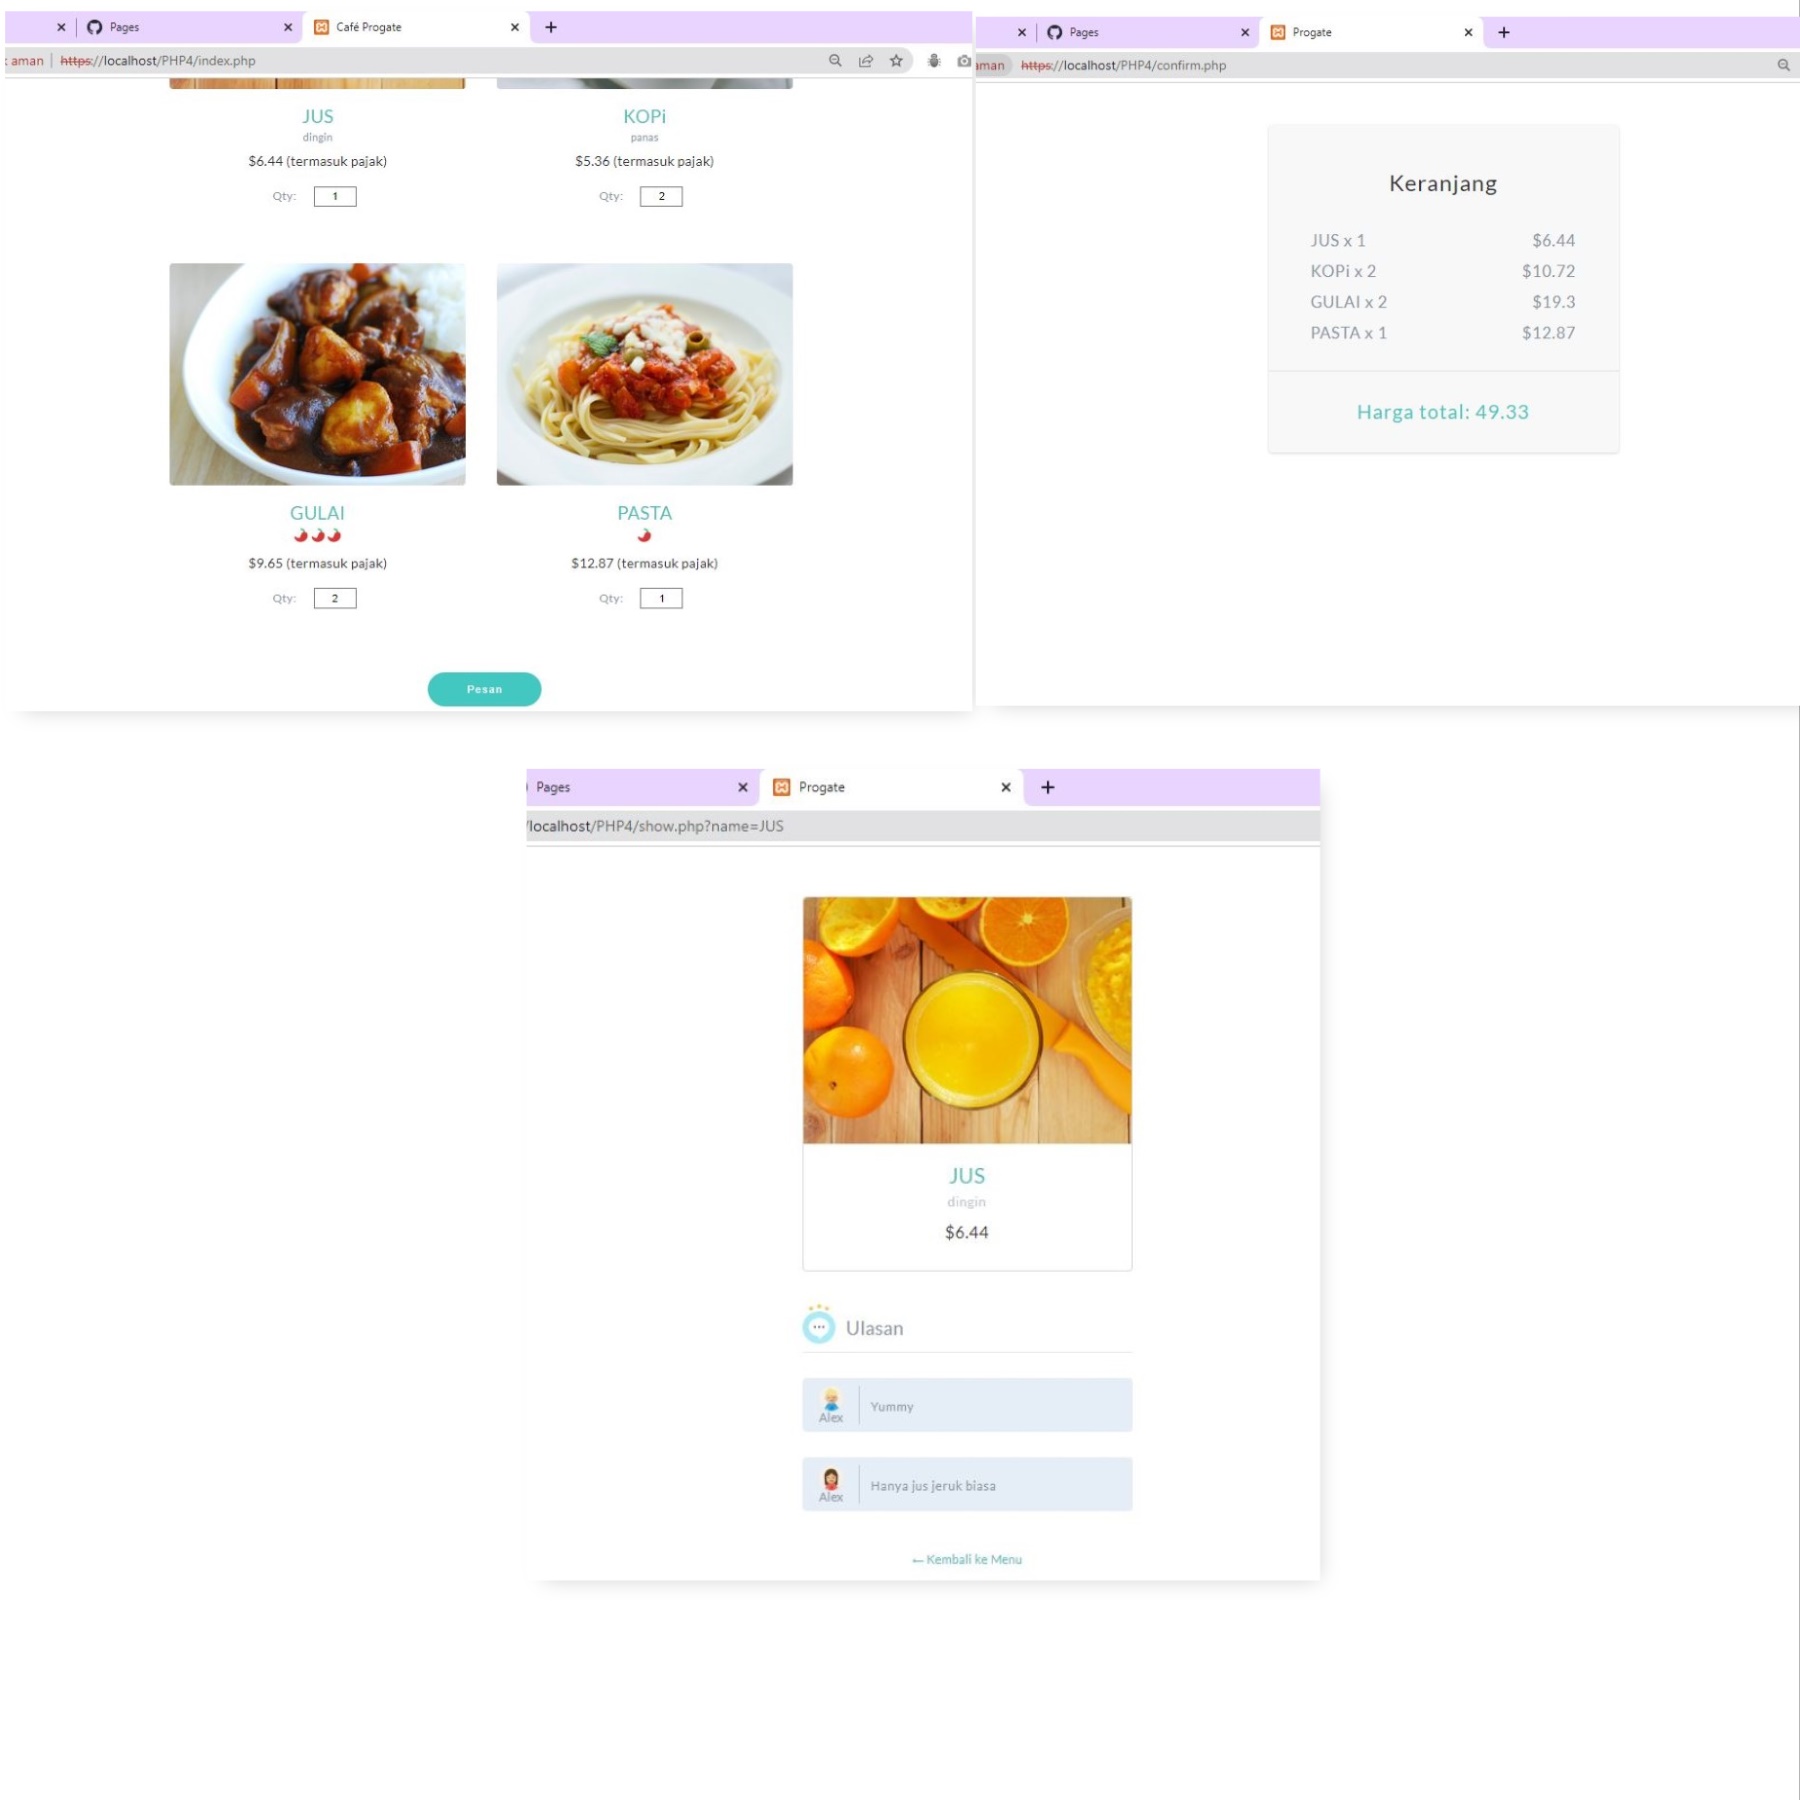 Pages
Café Progate
aman
https://localhost/PHP4/index.php
JUS
dingin
$6.44 (termasuk pajak)
Qty: 1
KOPi
panas
$5.36 (termasuk pajak)
Qty: 2
GULAI
$9.65 (termasuk pajak)
Qty: 2
PASTA
$12.87 (termasuk pajak)
Qty: 1
Pesan
Pages
Progate
aman
https://localhost/PHP4/confirm.php
Keranjang
JUS x 1 $6.44
KOPi x 2 $10.72
GULAI x 2 $19.3
PASTA x 1 $12.87
Harga total: 49.33
Pages
Progate
/localhost/PHP4/show.php?name=JUS
JUS
dingin
$6.44
Ulasan
Alex
Yummy
Alex
Hanya jus jeruk biasa
← Kembali ke Menu